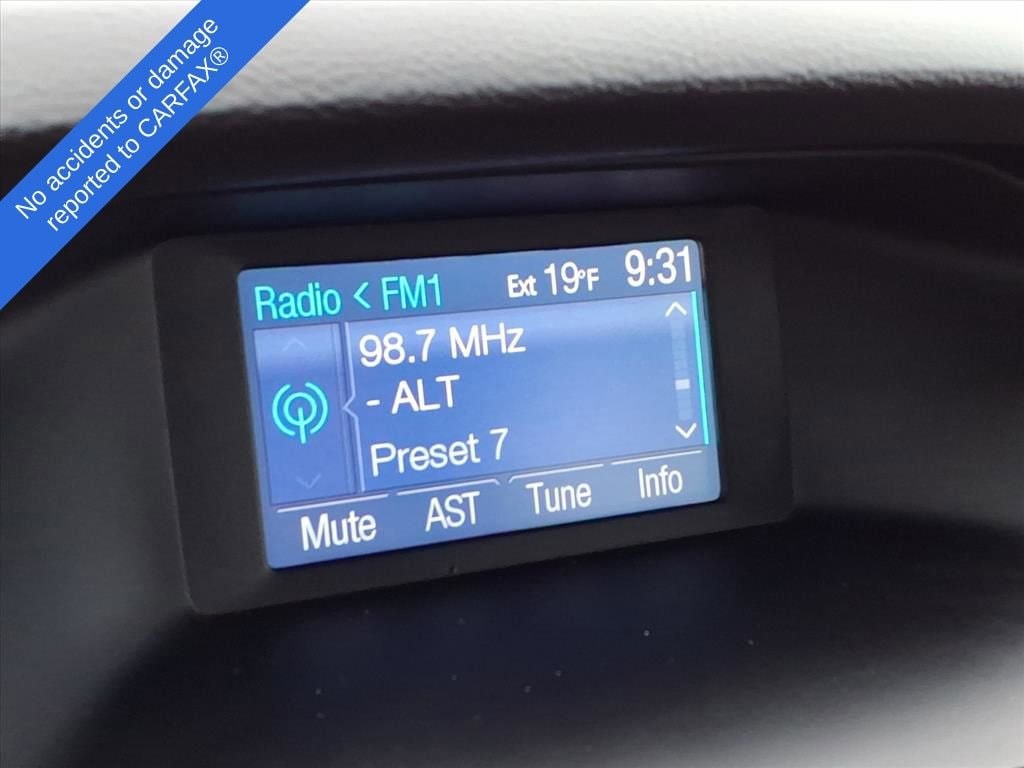 No accidents or damage
reported to CARFAX®
Radio < FM1 Ext 19°F 9:31
98.7 MHz
- ALT
Preset 7
Mute AST Tune Info